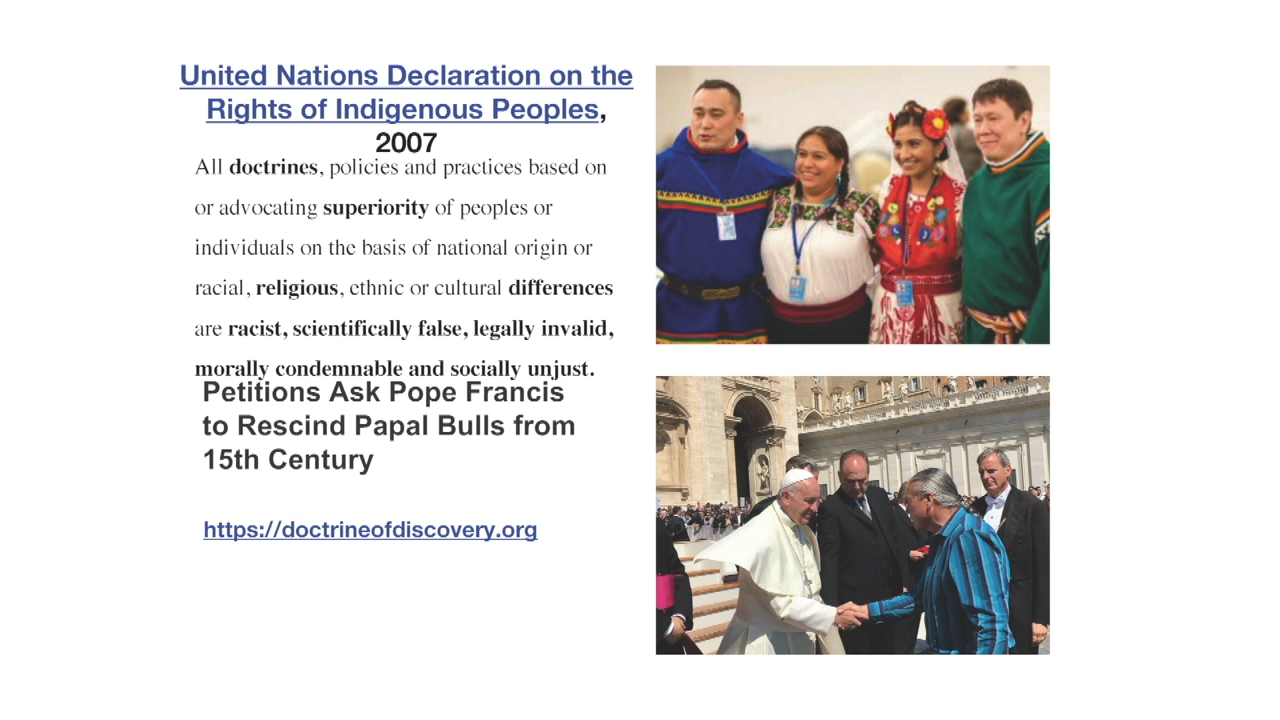 United Nations Declaration on the
Rights of Indigenous Peoples,
2007
All doctrines, policies and practices based on
or advocating superiority of peoples or
individuals on the basis of national origin or
racial, religious, ethnic or cultural differences
are racist, scientifically false, legally invalid,
morally condemnable and socially unjust.
Petitions Ask Pope Francis
to Rescind Papal Bulls from
15th Century
https://doctrineofdiscovery.org